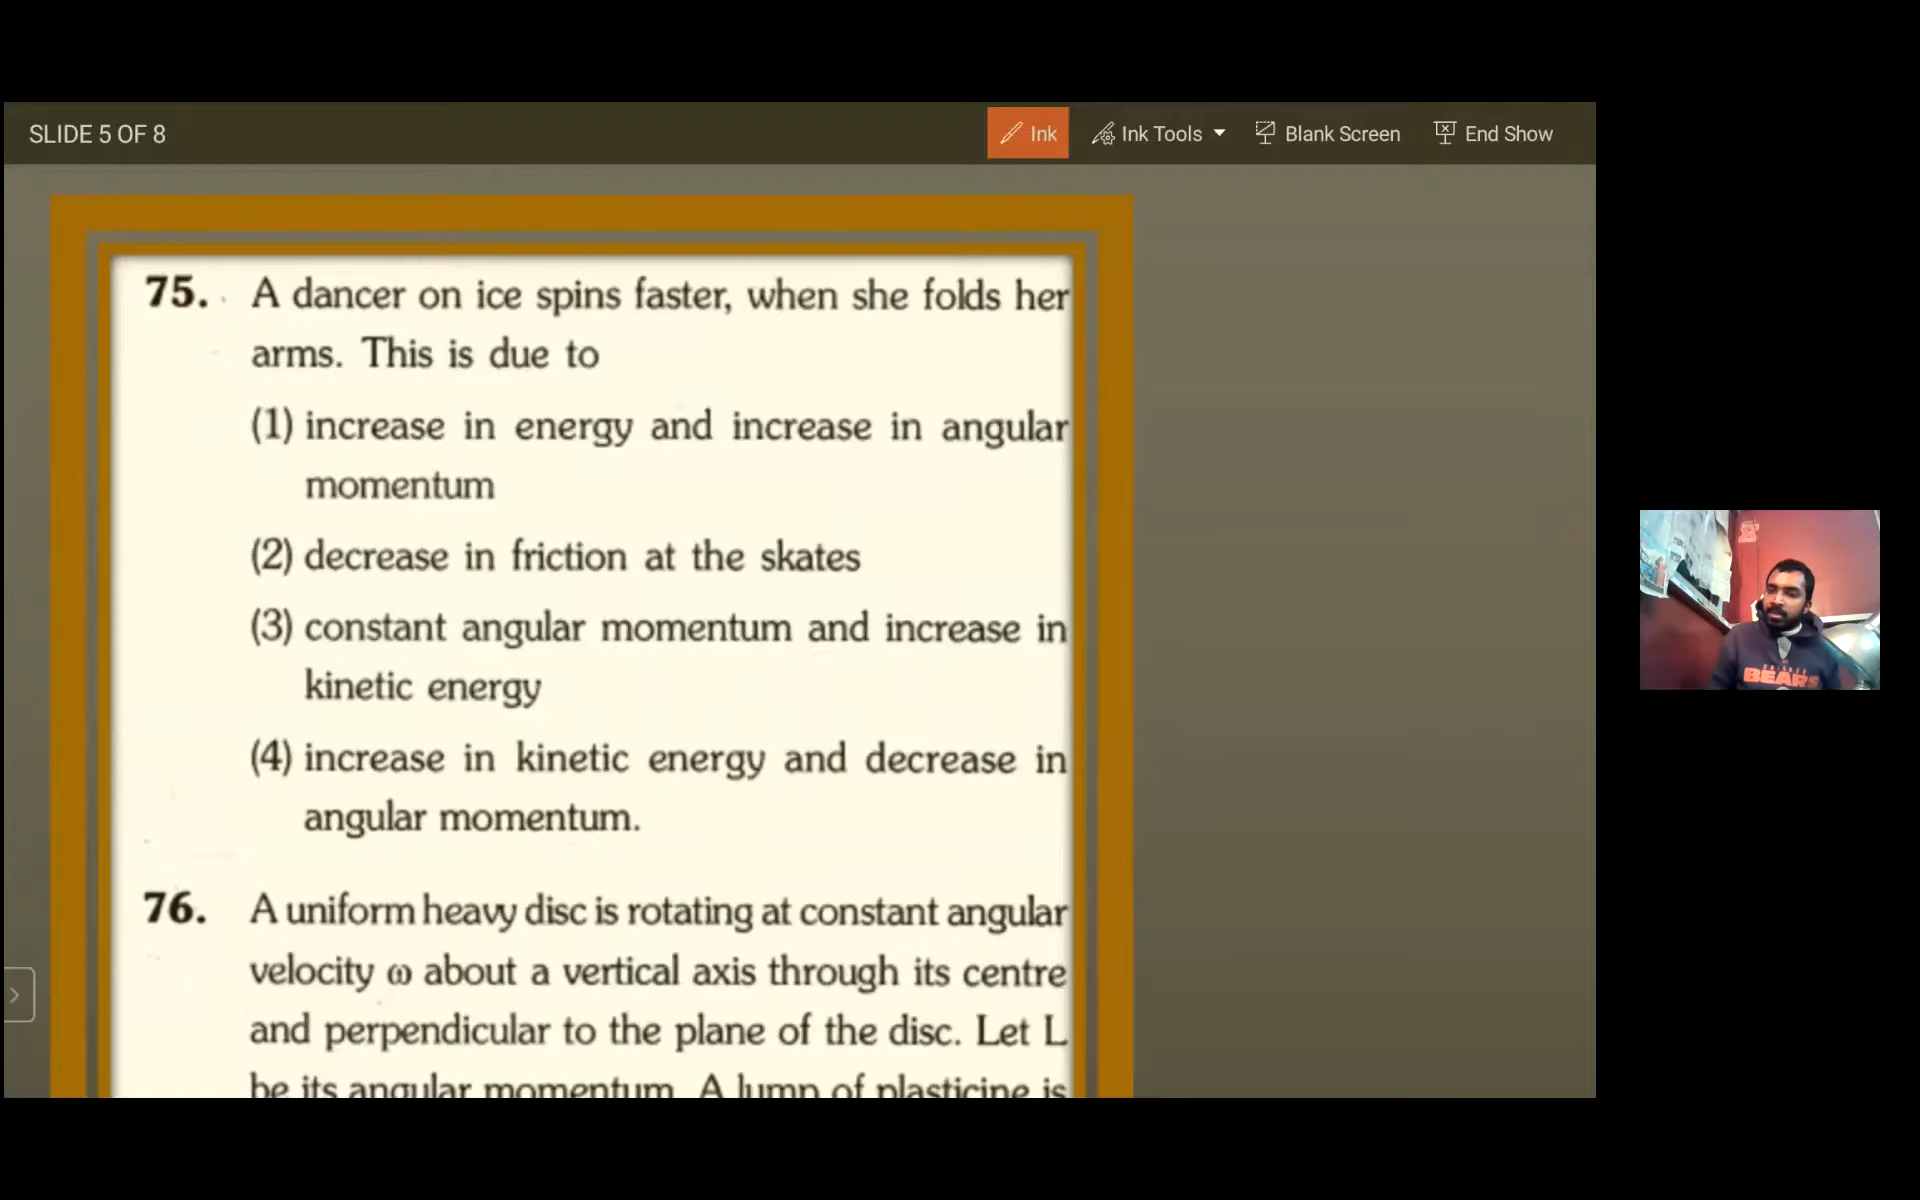 SLIDE 5 OF 8
Ink
Ink Tools
Blank Screen
End Show
75. A dancer on ice spins faster, when she folds her
arms. This is due to
(1) increase in energy and increase in angular
momentum
(2) decrease in friction at the skates
(3) constant angular momentum and increase in
kinetic energy
(4) increase in kinetic energy and decrease in
angular momentum.
76. A uniform heavy disc is rotating at constant angular
velocity ω about a vertical axis through its centre
and perpendicular to the plane of the disc. Let L
be its angular momentum. A lump of plasticine is
BEARS